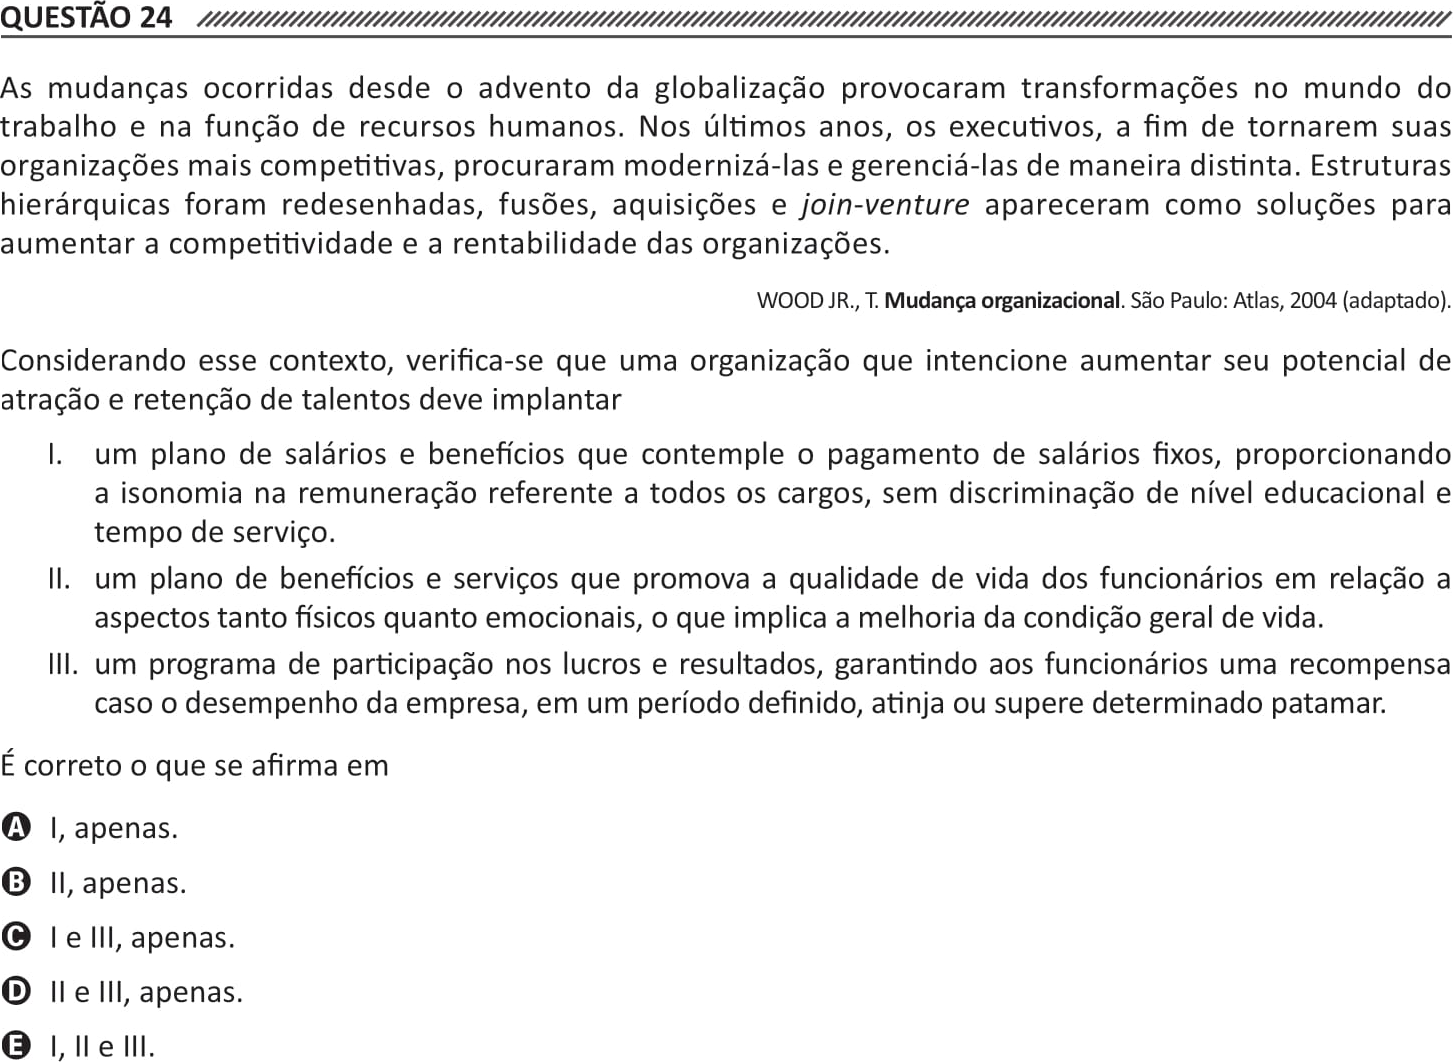 QUESTÃO 24
As mudanças ocorridas desde o advento da globalização provocaram transformações no mundo do
trabalho e na função de recursos humanos. Nos últimos anos, os executivos, a fim de tornarem suas
organizações mais competitivas, procuraram modernizá-las e gerenciá-las de maneira distinta. Estruturas
hierárquicas foram redesenhadas, fusões, aquisições e join-venture apareceram como soluções para
aumentar a competitividade e a rentabilidade das organizações.
WOOD JR., T. Mudança organizacional. São Paulo: Atlas, 2004 (adaptado).
Considerando esse contexto, verifica-se que uma organização que intencione aumentar seu potencial de
atração e retenção de talentos deve implantar
I. um plano de salários e benefícios que contemple o pagamento de salários fixos, proporcionando
a isonomia na remuneração referente a todos os cargos, sem discriminação de nível educacional e
tempo de serviço.
II. um plano de benefícios e serviços que promova a qualidade de vida dos funcionários em relação a
aspectos tanto físicos quanto emocionais, o que implica a melhoria da condição geral de vida.
III. um programa de participação nos lucros e resultados, garantindo aos funcionários uma recompensa
caso o desempenho da empresa, em um período definido, atinja ou supere determinado patamar.
É correto o que se afirma em
A I, apenas.
B II, apenas.
C I e III, apenas.
D II e III, apenas.
E I, II e III.